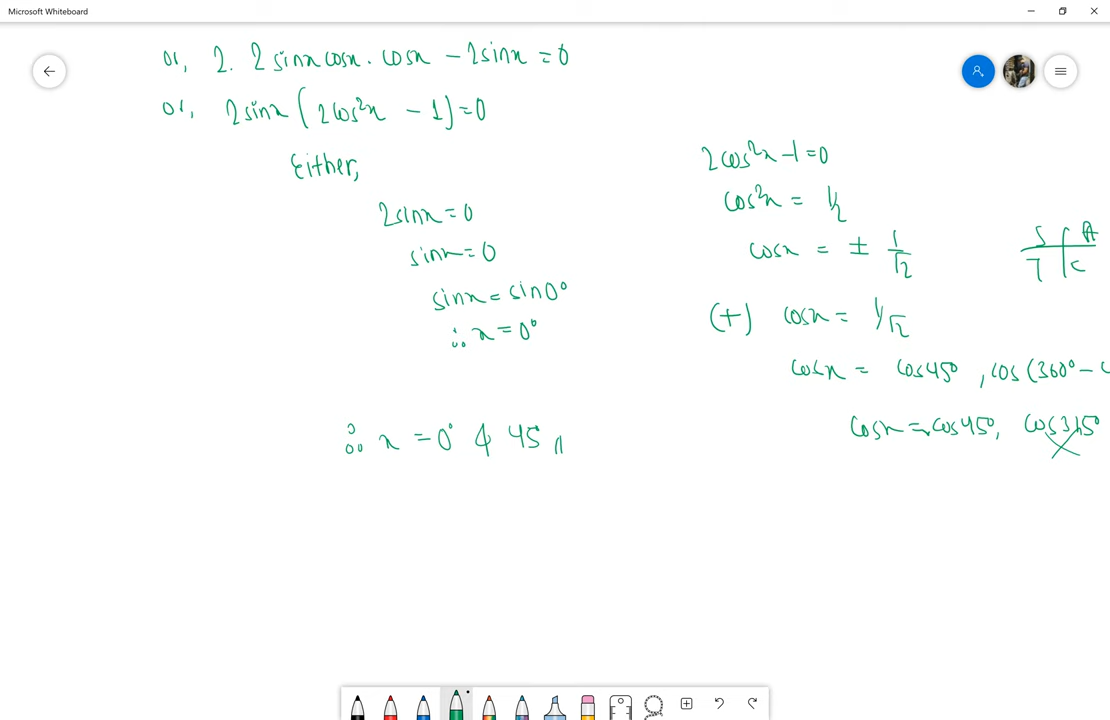 Microsoft Whiteboard
or, 2. 2sinx cosx . cosx − 2sinx = 0
or, 2sinx (2cos²x − 1) = 0
Either,
2sinx = 0
sinx = 0
sinx = sin0°
∴ x = 0°
∴ x = 0° & 45°
2cos²x − 1 = 0
cos²x = 1/2
cosx = ± 1/√2
S A
T C
(+) cosx = 1/√2
cosx = cos45°, cos(360° −
cosx = cos45°, cos315°